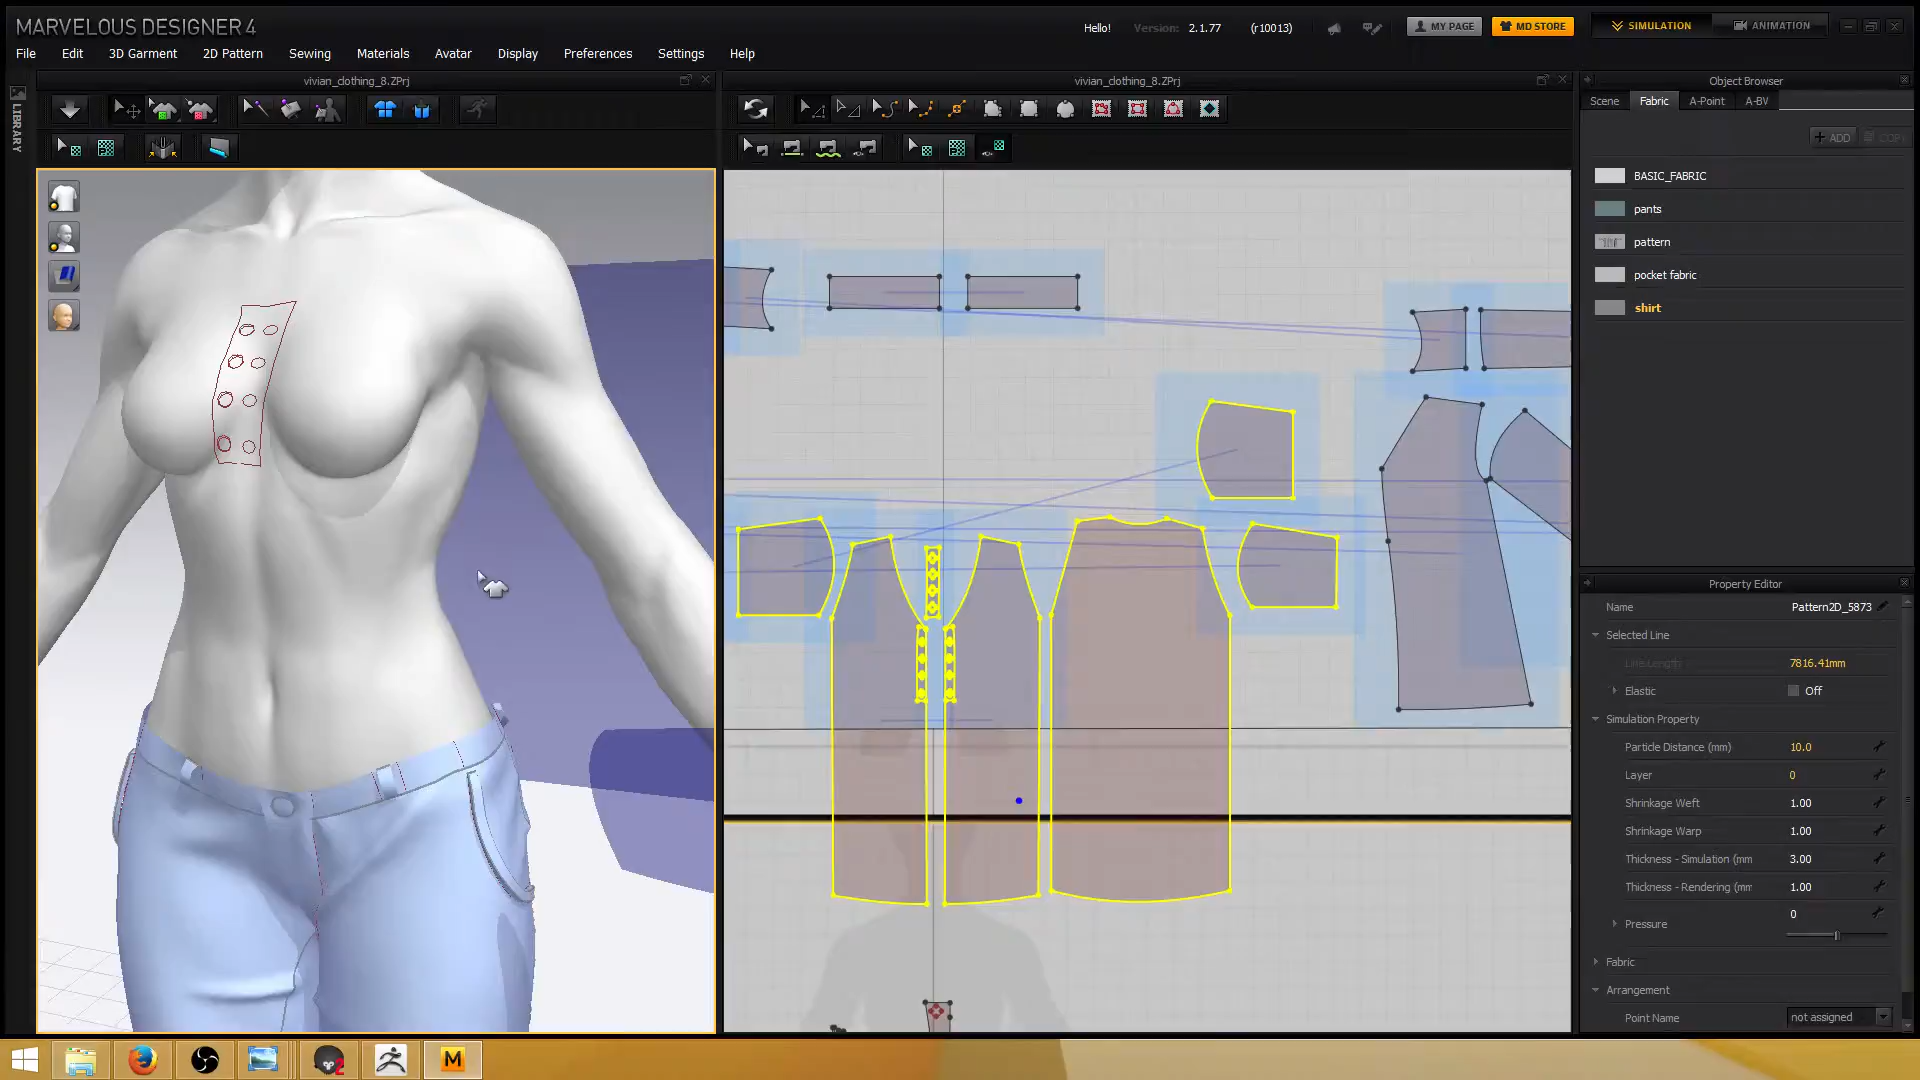 MARVELOUS DESIGNER 4
Hello! Version: 2.1.77 (r10013) MY PAGE MD STORE SIMULATION ANIMATION
File Edit 3D Garment 2D Pattern Sewing Materials Avatar Display Preferences Settings Help
vivian_clothing_8.ZPrj
vivian_clothing_8.ZPrj
Object Browser
Scene Fabric A-Point A-BV
LIBRARY
+ ADD COPY
BASIC_FABRIC
pants
pattern
pocket fabric
shirt
Property Editor
Name Pattern2D_5873
Selected Line
Line Length 7816.41mm
Elastic Off
Simulation Property
Particle Distance (mm) 10.0
Layer 0
Shrinkage Weft 1.00
Shrinkage Warp 1.00
Thickness - Simulation (mm 3.00
Thickness - Rendering (mm 1.00
Pressure 0
Fabric
Arrangement
Point Name not assigned
2
M